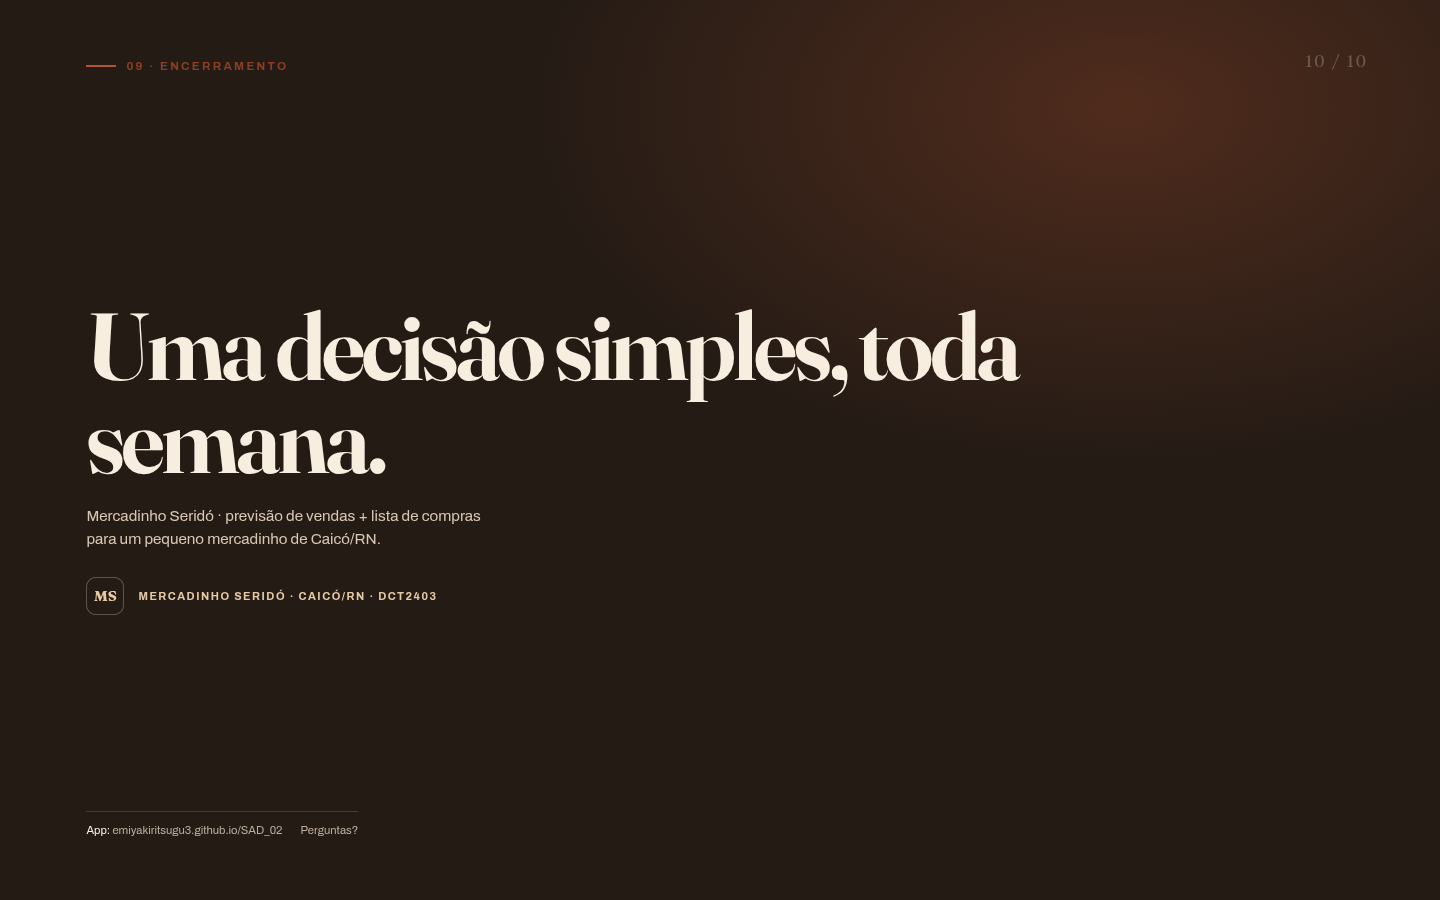 09 · ENCERRAMENTO
10 / 10
Uma decisão simples, toda
semana.
Mercadinho Seridó · previsão de vendas + lista de compras
para um pequeno mercadinho de Caicó/RN.
MS
MERCADINHO SERIDÓ · CAICÓ/RN · DCT2403
App: emiyakiritsugu3.github.io/SAD_02 Perguntas?